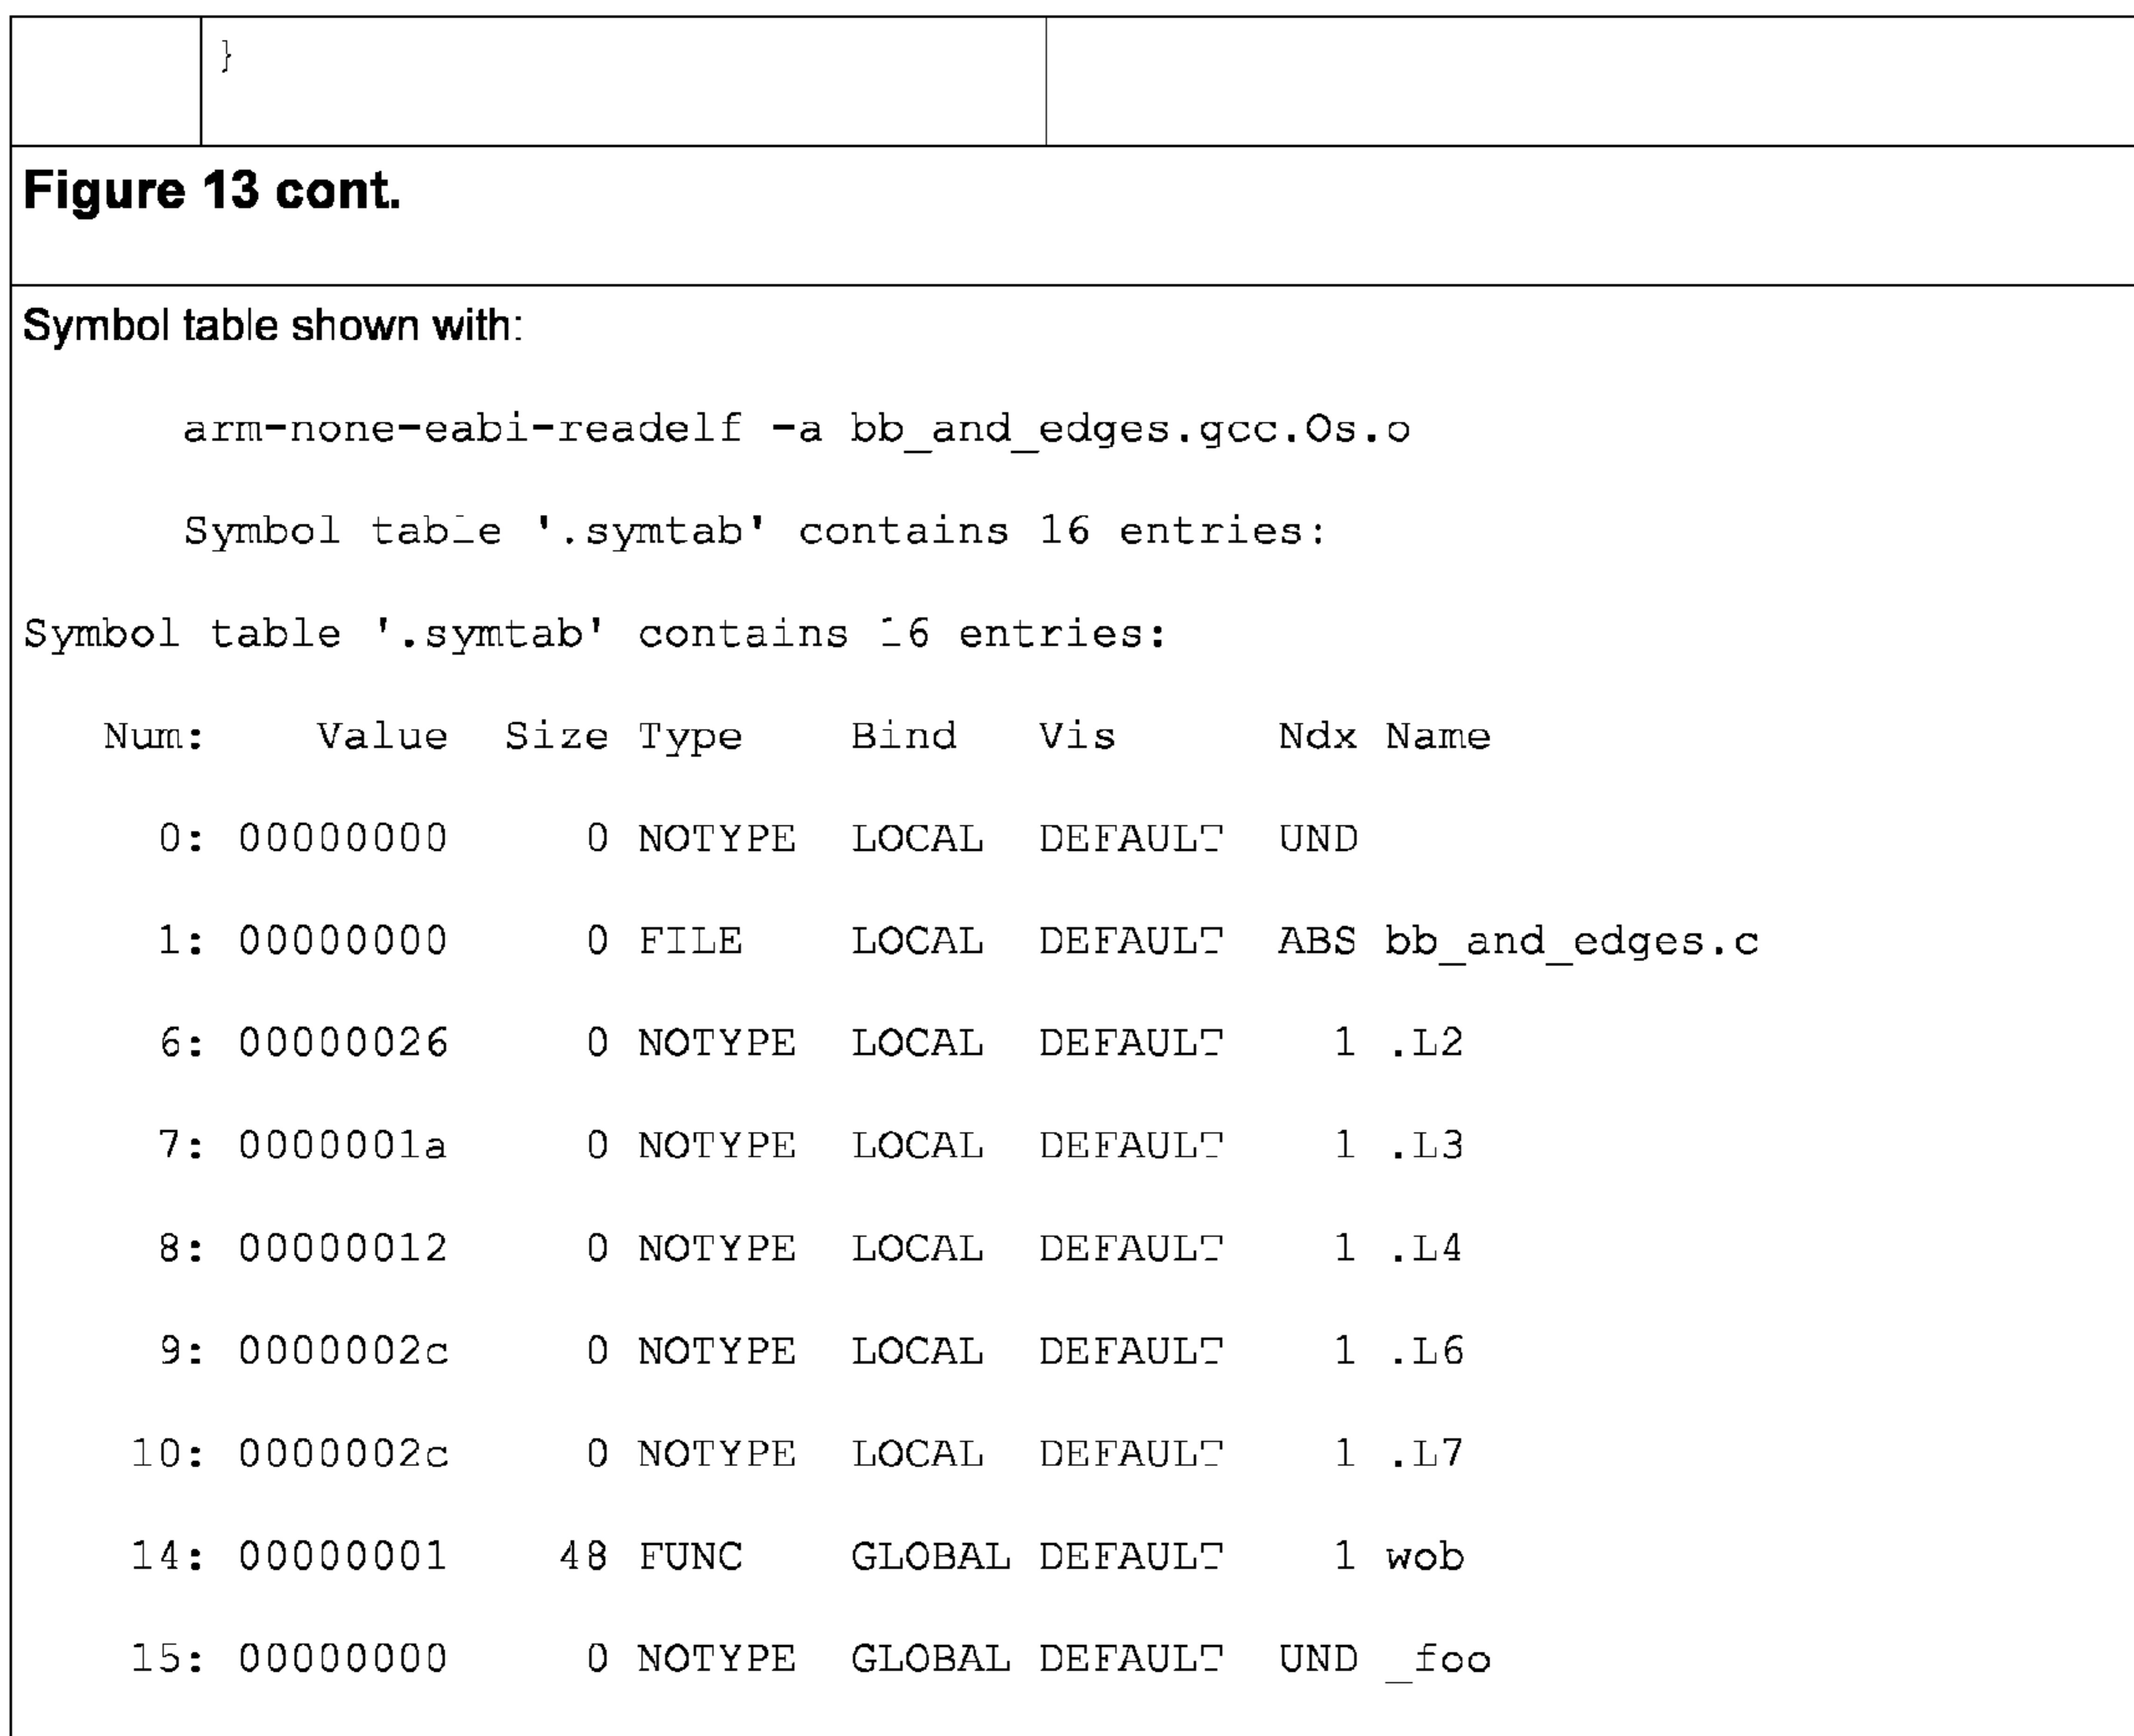 }
Figure 13 cont.
Symbol table shown with:
arm-none-eabi-readelf -a bb_and_edges.gcc.Os.o
Symbol table '.symtab' contains 16 entries:
Symbol table '.symtab' contains 16 entries:
Num: Value Size Type Bind Vis Ndx Name
0: 00000000 0 NOTYPE LOCAL DEFAULT UND
1: 00000000 0 FILE LOCAL DEFAULT ABS bb_and_edges.c
6: 00000026 0 NOTYPE LOCAL DEFAULT 1 .L2
7: 0000001a 0 NOTYPE LOCAL DEFAULT 1 .L3
8: 00000012 0 NOTYPE LOCAL DEFAULT 1 .L4
9: 0000002c 0 NOTYPE LOCAL DEFAULT 1 .L6
10: 0000002c 0 NOTYPE LOCAL DEFAULT 1 .L7
14: 00000001 48 FUNC GLOBAL DEFAULT 1 wob
15: 00000000 0 NOTYPE GLOBAL DEFAULT UND _foo